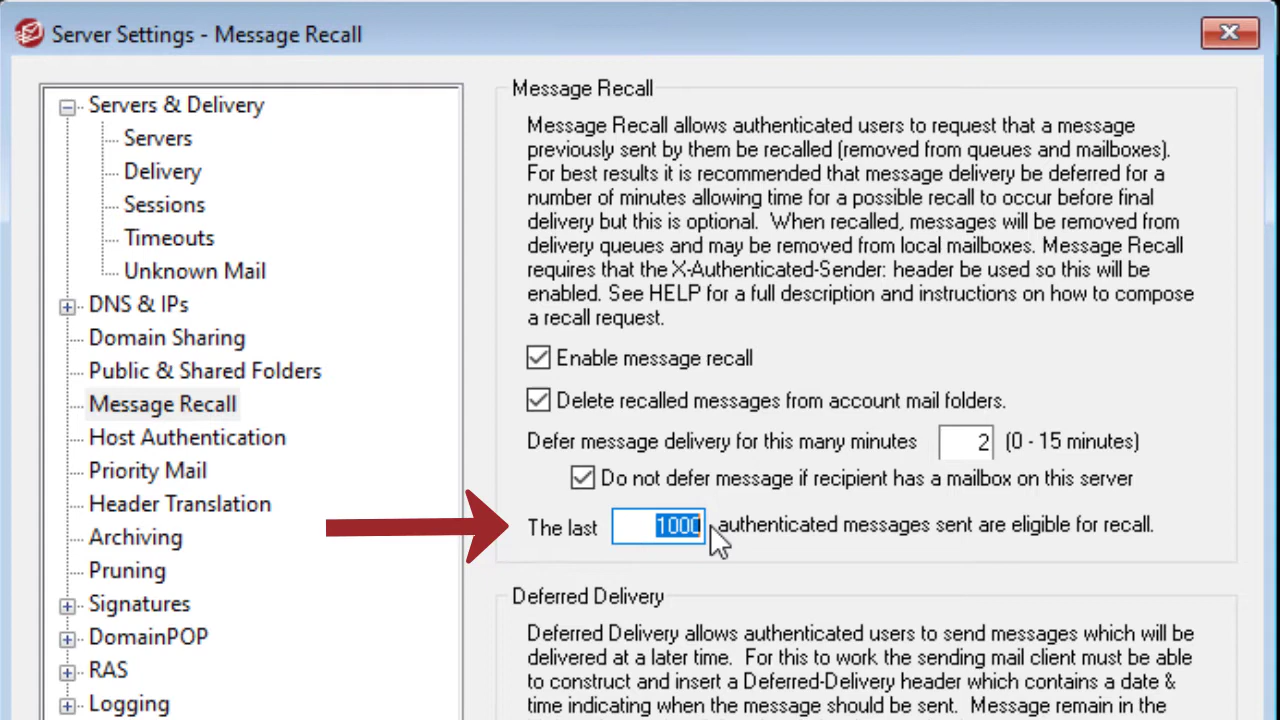 Server Settings - Message Recall
Servers & Delivery
Servers
Delivery
Sessions
Timeouts
Unknown Mail
DNS & IPs
Domain Sharing
Public & Shared Folders
Message Recall
Host Authentication
Priority Mail
Header Translation
Archiving
Pruning
Signatures
DomainPOP
RAS
Logging
Message Recall
Message Recall allows authenticated users to request that a message
previously sent by them be recalled (removed from queues and mailboxes).
For best results it is recommended that message delivery be deferred for a
number of minutes allowing time for a possible recall to occur before final
delivery but this is optional.  When recalled, messages will be removed from
delivery queues and may be removed from local mailboxes. Message Recall
requires that the X-Authenticated-Sender: header be used so this will be
enabled. See HELP for a full description and instructions on how to compose
a recall request.
Enable message recall
Delete recalled messages from account mail folders.
Defer message delivery for this many minutes 2 (0 - 15 minutes)
Do not defer message if recipient has a mailbox on this server
The last 1000 authenticated messages sent are eligible for recall.
Deferred Delivery
Deferred Delivery allows authenticated users to send messages which will be
delivered at a later time.  For this to work the sending mail client must be able
to construct and insert a Deferred-Delivery header which contains a date &
time indicating when the message should be sent.  Message remain in the